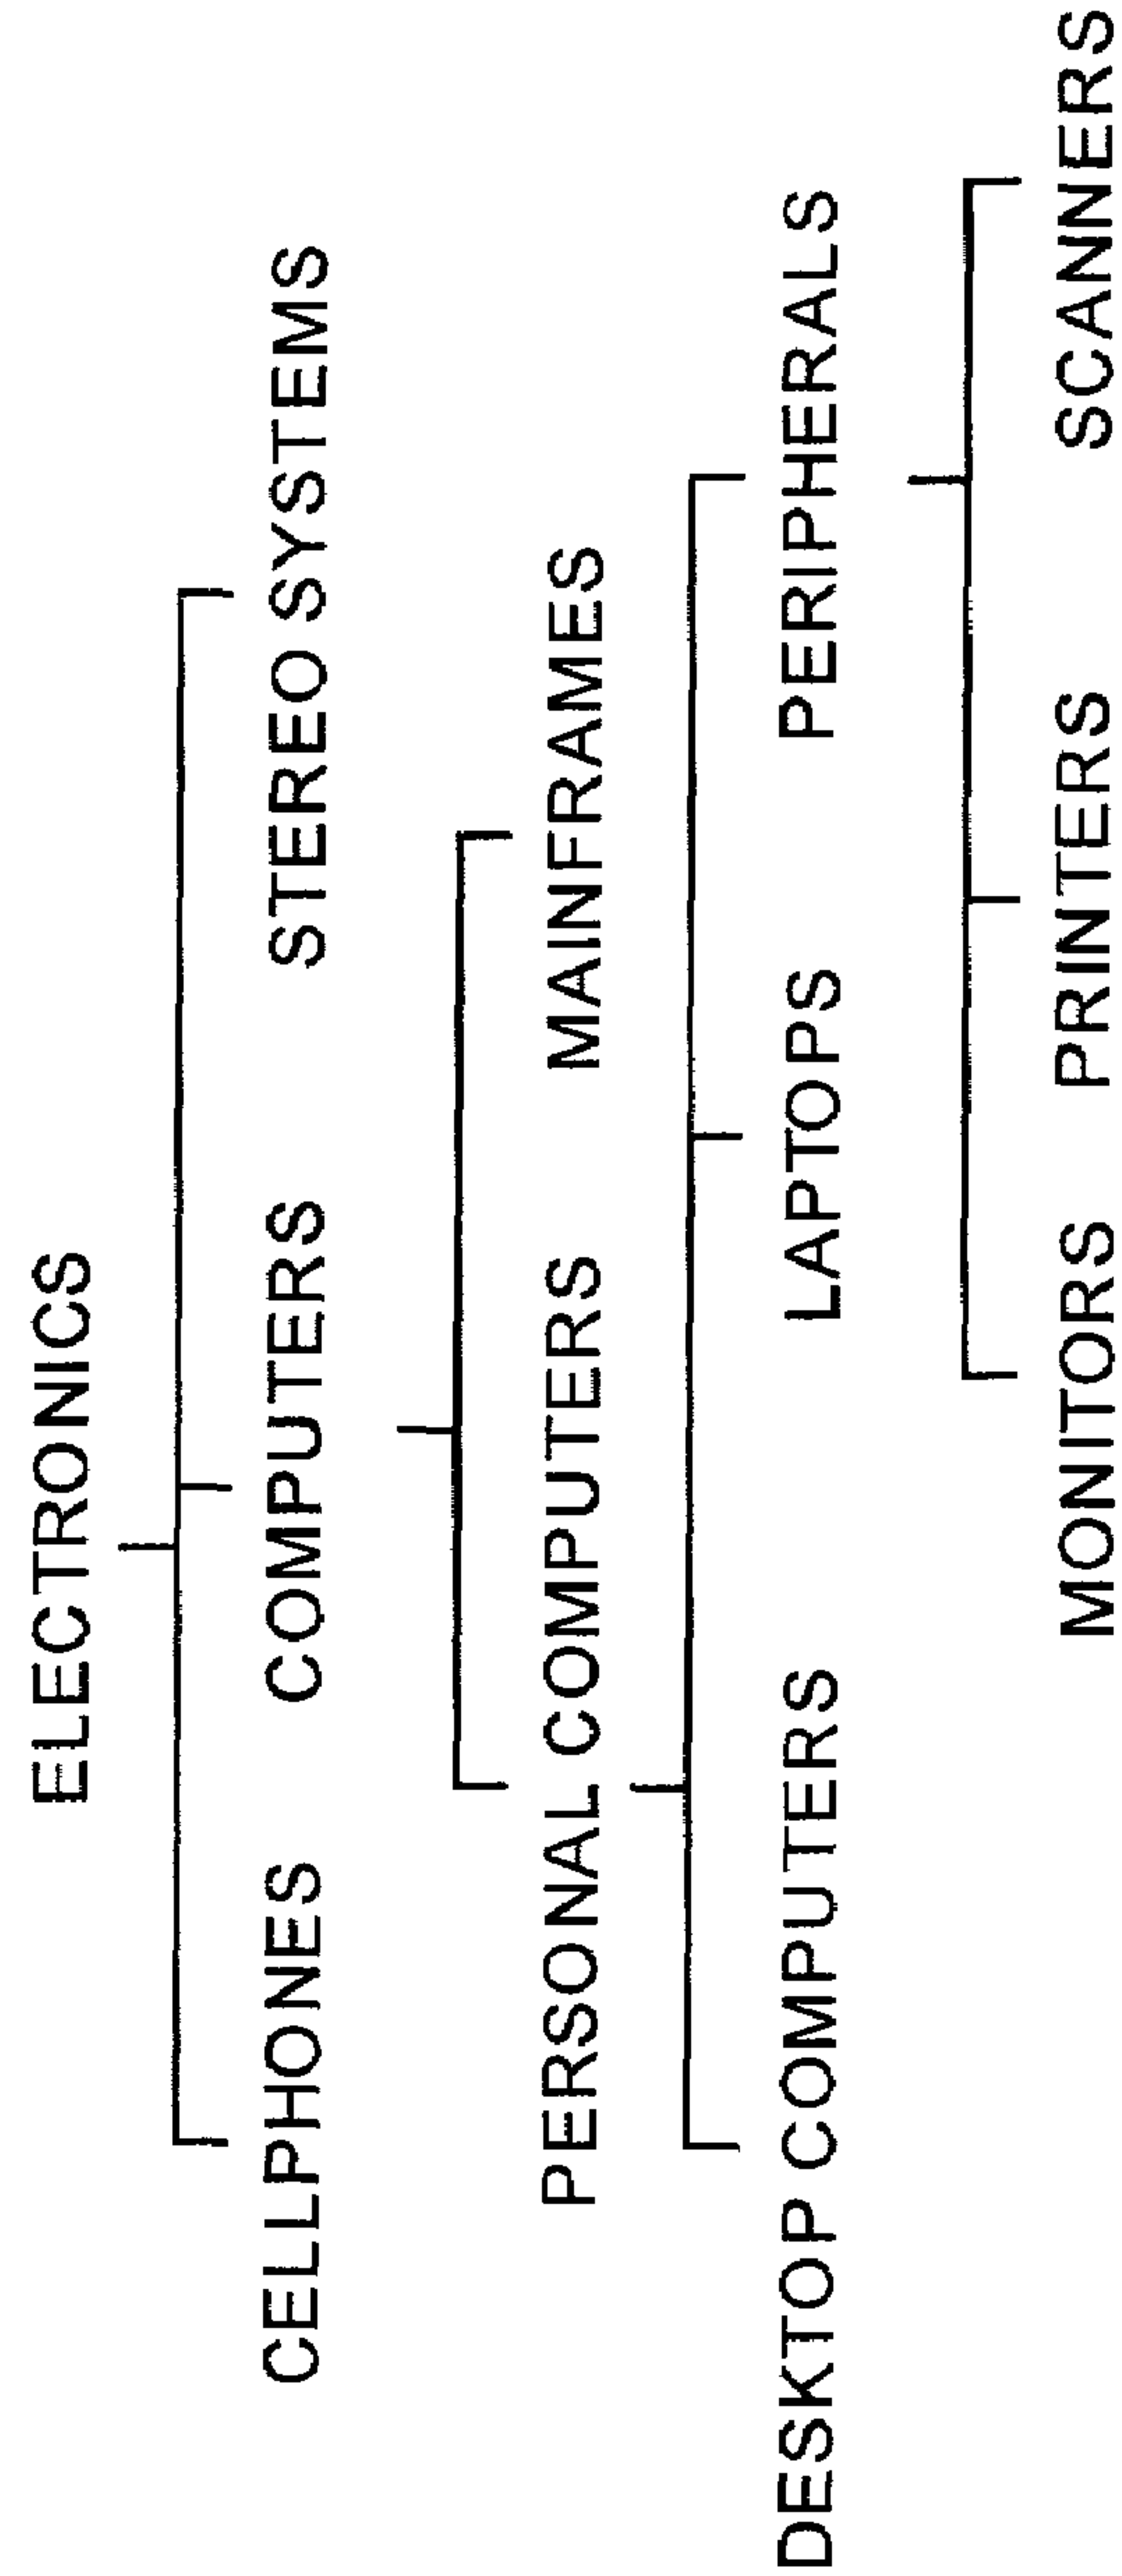 ELECTRONICS
CELLPHONES COMPUTERS STEREO SYSTEMS
PERSONAL COMPUTERS MAINFRAMES
DESKTOP COMPUTERS LAPTOPS PERIPHERALS
MONITORS PRINTERS SCANNERS